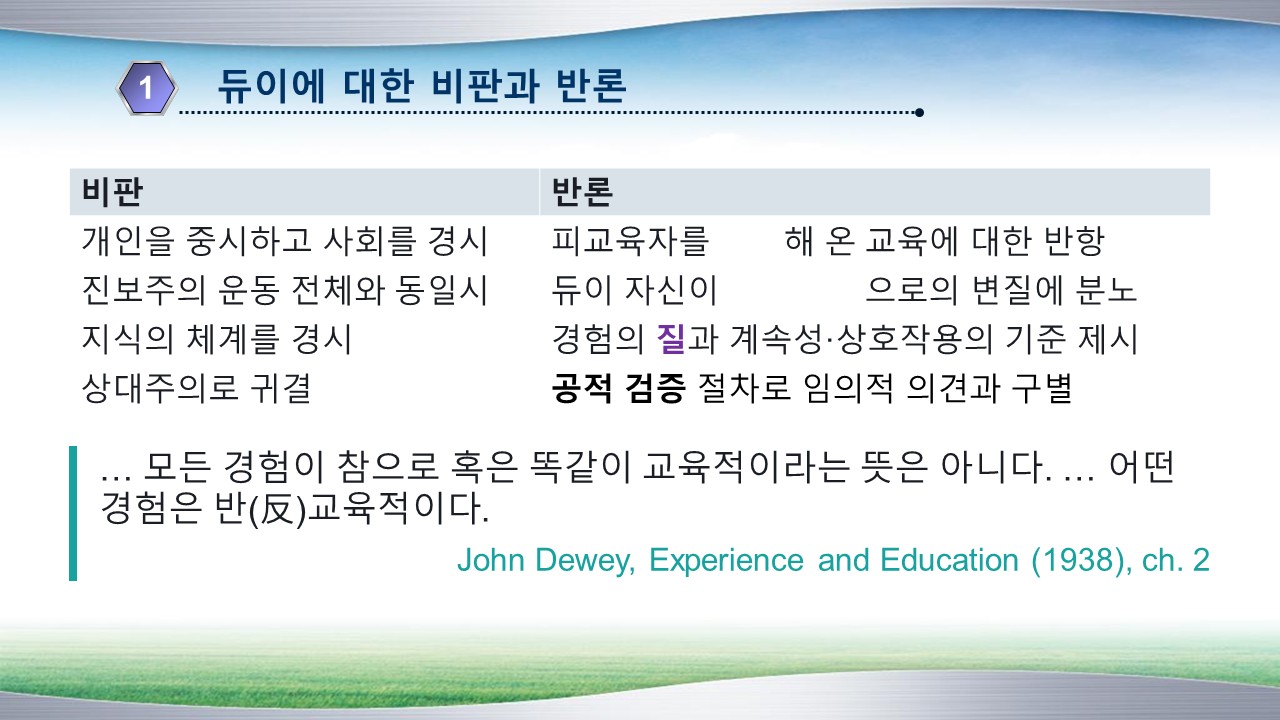 1 듀이에 대한 비판과 반론
비판 반론
개인을 중시하고 사회를 경시 피교육자를 해 온 교육에 대한 반항
진보주의 운동 전체와 동일시 듀이 자신이 으로의 변질에 분노
지식의 체계를 경시 경험의 질과 계속성·상호작용의 기준 제시
상대주의로 귀결 공적 검증 절차로 임의적 의견과 구별
… 모든 경험이 참으로 혹은 똑같이 교육적이라는 뜻은 아니다. … 어떤
경험은 반(反)교육적이다.
John Dewey, Experience and Education (1938), ch. 2